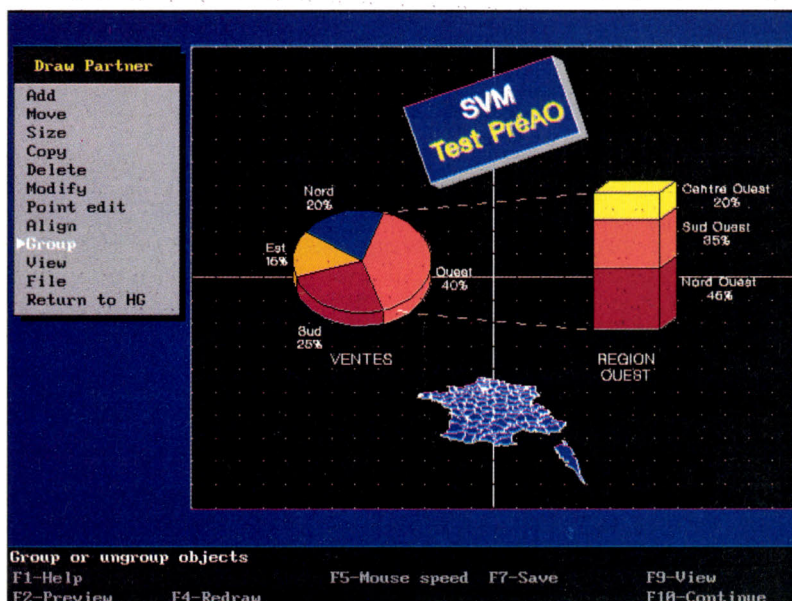 Draw Partner
Add
Move
Size
Copy
Delete
Modify
Point edit
Align
Group
View
File
Return to HG
SVM
Test PréAO
Nord
20%
Est
15%
Sud
25%
Ouest
40%
VENTES
Centre Ouest
20%
Sud Ouest
35%
Nord Ouest
45%
REGION
OUEST
Group or ungroup objects
F1-Help F5-Mouse speed F7-Save F9-View
F2-Preview F4-Redraw F10-Continue